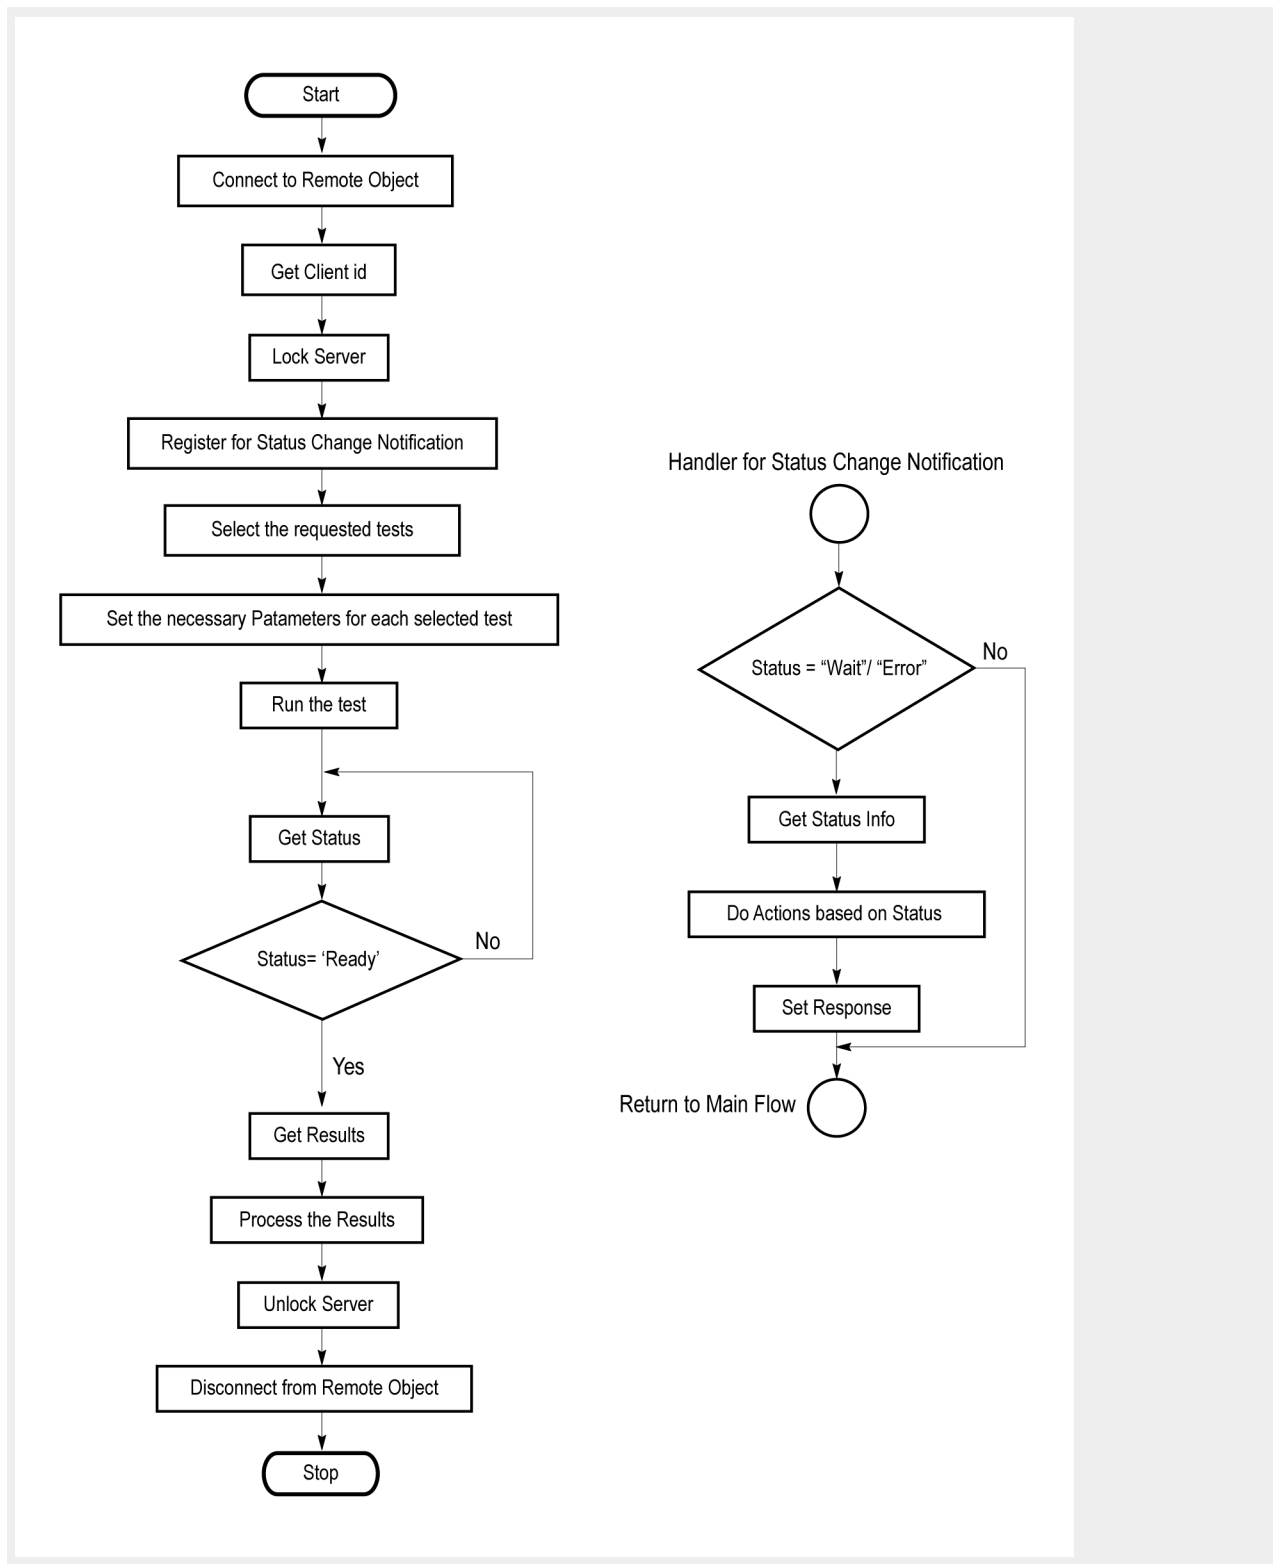 Start
Connect to Remote Object
Get Client id
Lock Server
Register for Status Change Notification
Select the requested tests
Set the necessary Patameters for each selected test
Run the test
Get Status
Status= ‘Ready’
No
Yes
Get Results
Process the Results
Unlock Server
Disconnect from Remote Object
Stop
Handler for Status Change Notification
Status = “Wait”/ “Error”
No
Get Status Info
Do Actions based on Status
Set Response
Return to Main Flow